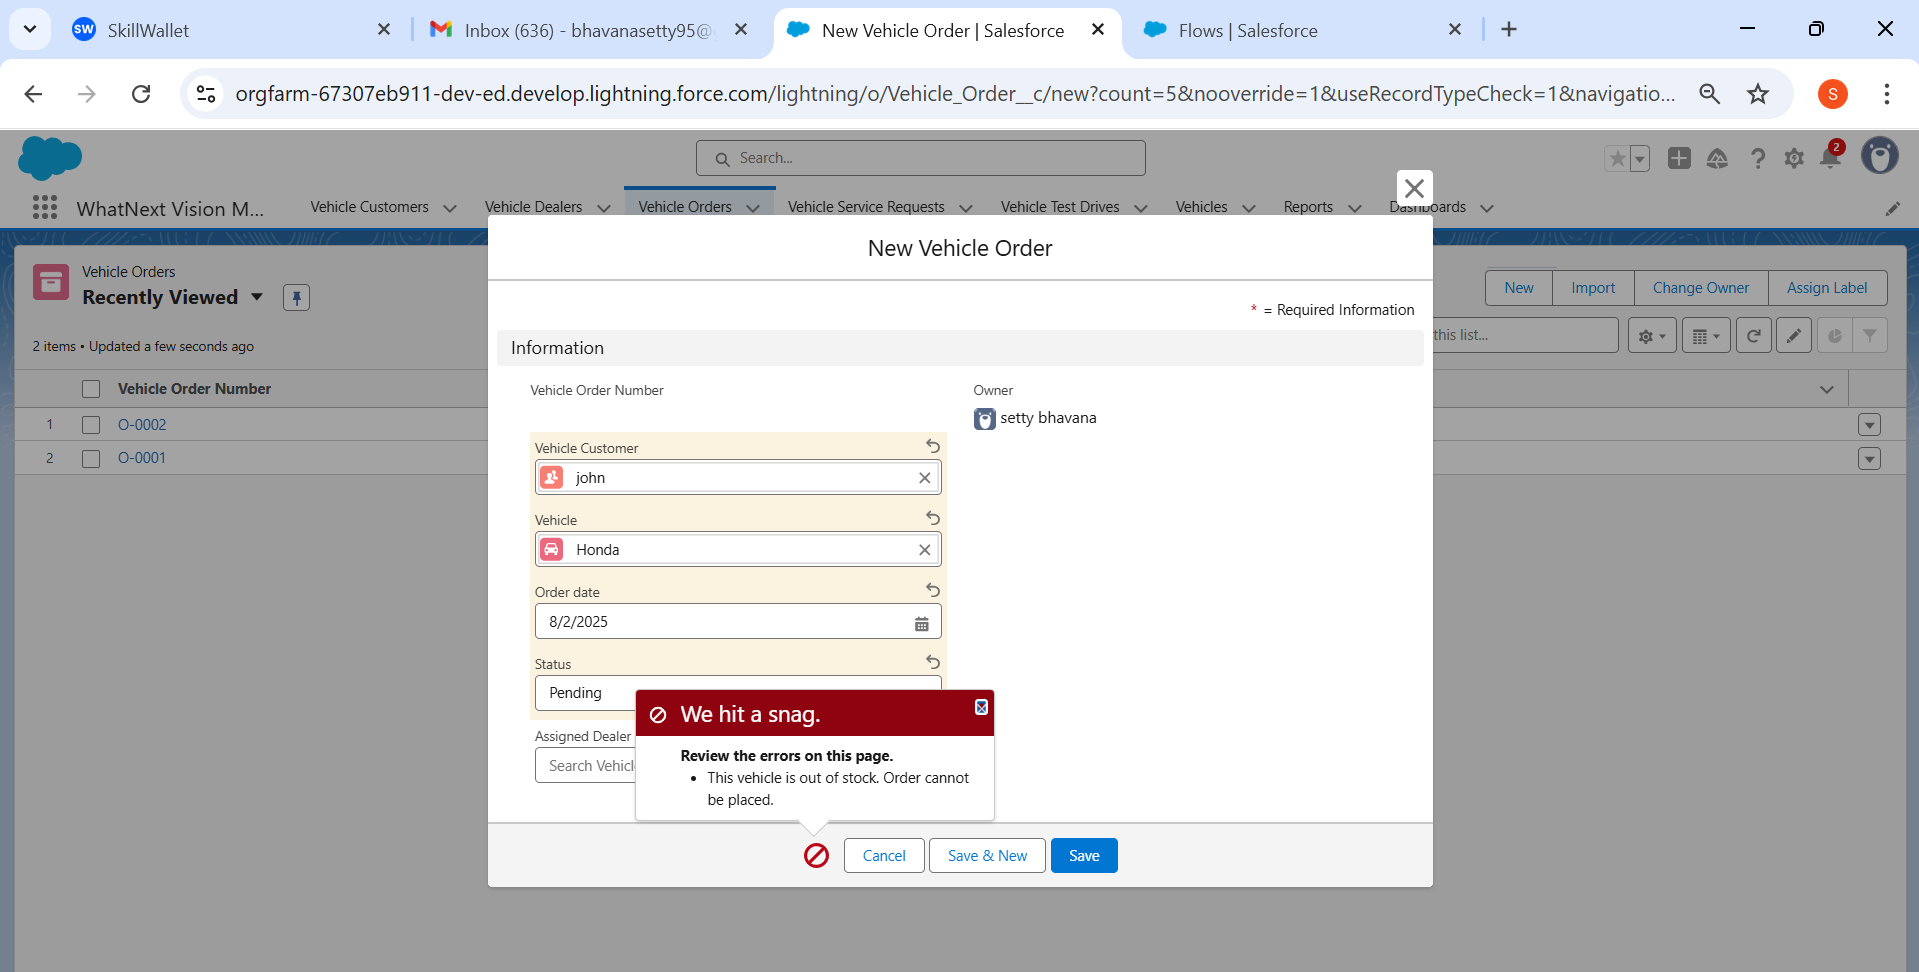 SW SkillWallet
Inbox (636) - bhavanasetty95@
New Vehicle Order | Salesforce
Flows | Salesforce
orgfarm-67307eb911-dev-ed.develop.lightning.force.com/lightning/o/Vehicle_Order__c/new?count=5&nooverride=1&useRecordTypeCheck=1&navigatio...
S
Search...
2
WhatNext Vision M...
Vehicle Customers
Vehicle Dealers
Vehicle Orders
Vehicle Service Requests
Vehicle Test Drives
Vehicles
Reports
Dashboards
Vehicle Orders
Recently Viewed
2 items • Updated a few seconds ago
New
Import
Change Owner
Assign Label
this list...
Vehicle Order Number
1 O-0002
2 O-0001
New Vehicle Order
* = Required Information
Information
Vehicle Order Number
Owner
setty bhavana
Vehicle Customer
john
Vehicle
Honda
Order date
8/2/2025
Status
Pending
Assigned Dealer
Search Vehicl
We hit a snag.
Review the errors on this page.
• This vehicle is out of stock. Order cannot
be placed.
Cancel
Save & New
Save